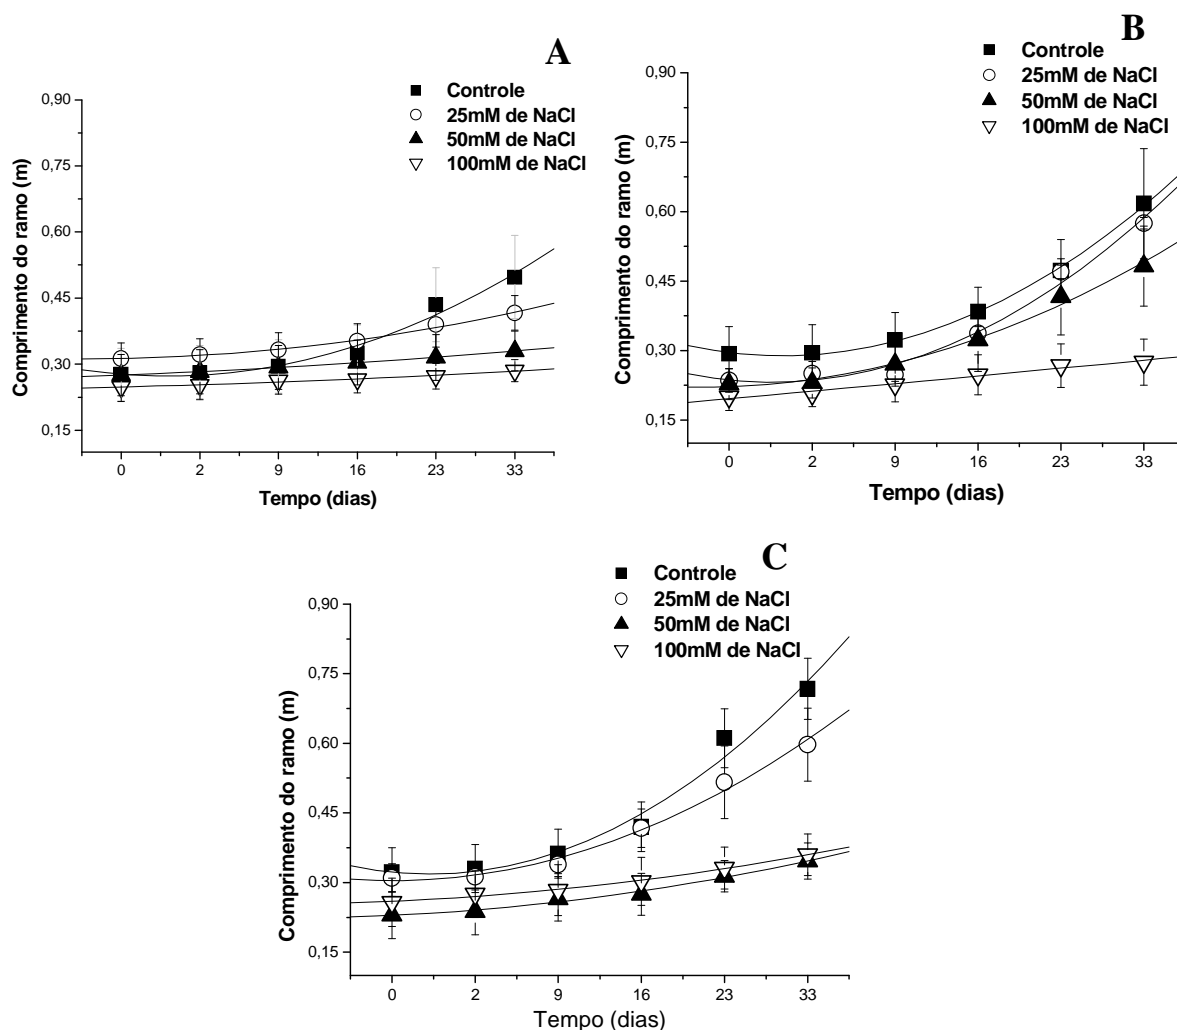 A
Controle
25mM de NaCl
50mM de NaCl
100mM de NaCl
0,90
0,75
0,60
0,45
0,30
0,15
Comprimento do ramo (m)
0 2 9 16 23 33
Tempo (dias)
B
Controle
25mM de NaCl
50mM de NaCl
100mM de NaCl
0,90
0,75
0,60
0,45
0,30
0,15
Comprimento do ramo (m)
0 2 9 16 23 33
Tempo (dias)
C
Controle
25mM de NaCl
50mM de NaCl
100mM de NaCl
0,90
0,75
0,60
0,45
0,30
0,15
Comprimento do ramo (m)
0 2 9 16 23 33
Tempo (dias)